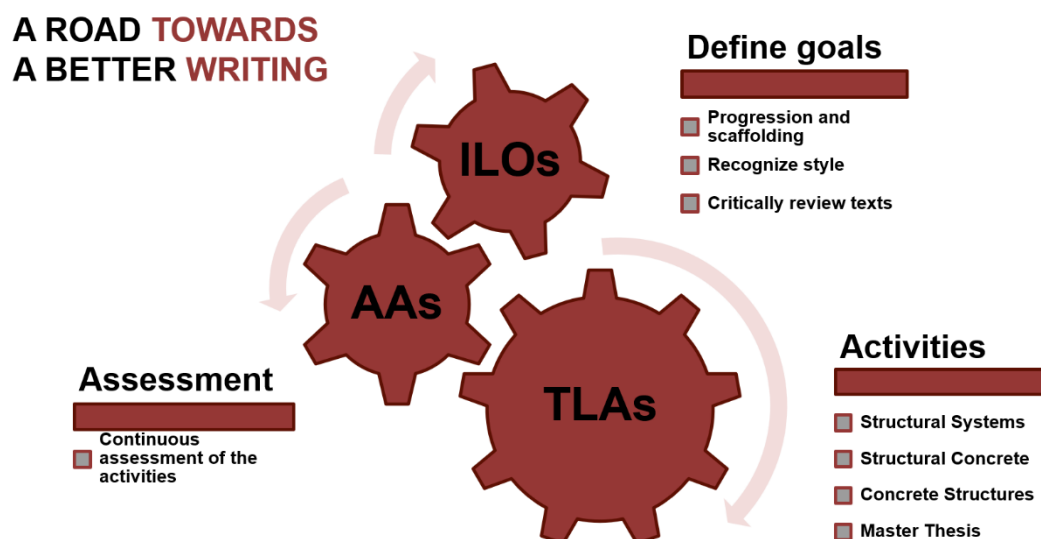 A ROAD TOWARDS
A BETTER WRITING
Define goals
Progression and
scaffolding
Recognize style
Critically review texts
ILOs
AAs
TLAs
Assessment
Continuous
assessment of the
activities
Activities
Structural Systems
Structural Concrete
Concrete Structures
Master Thesis